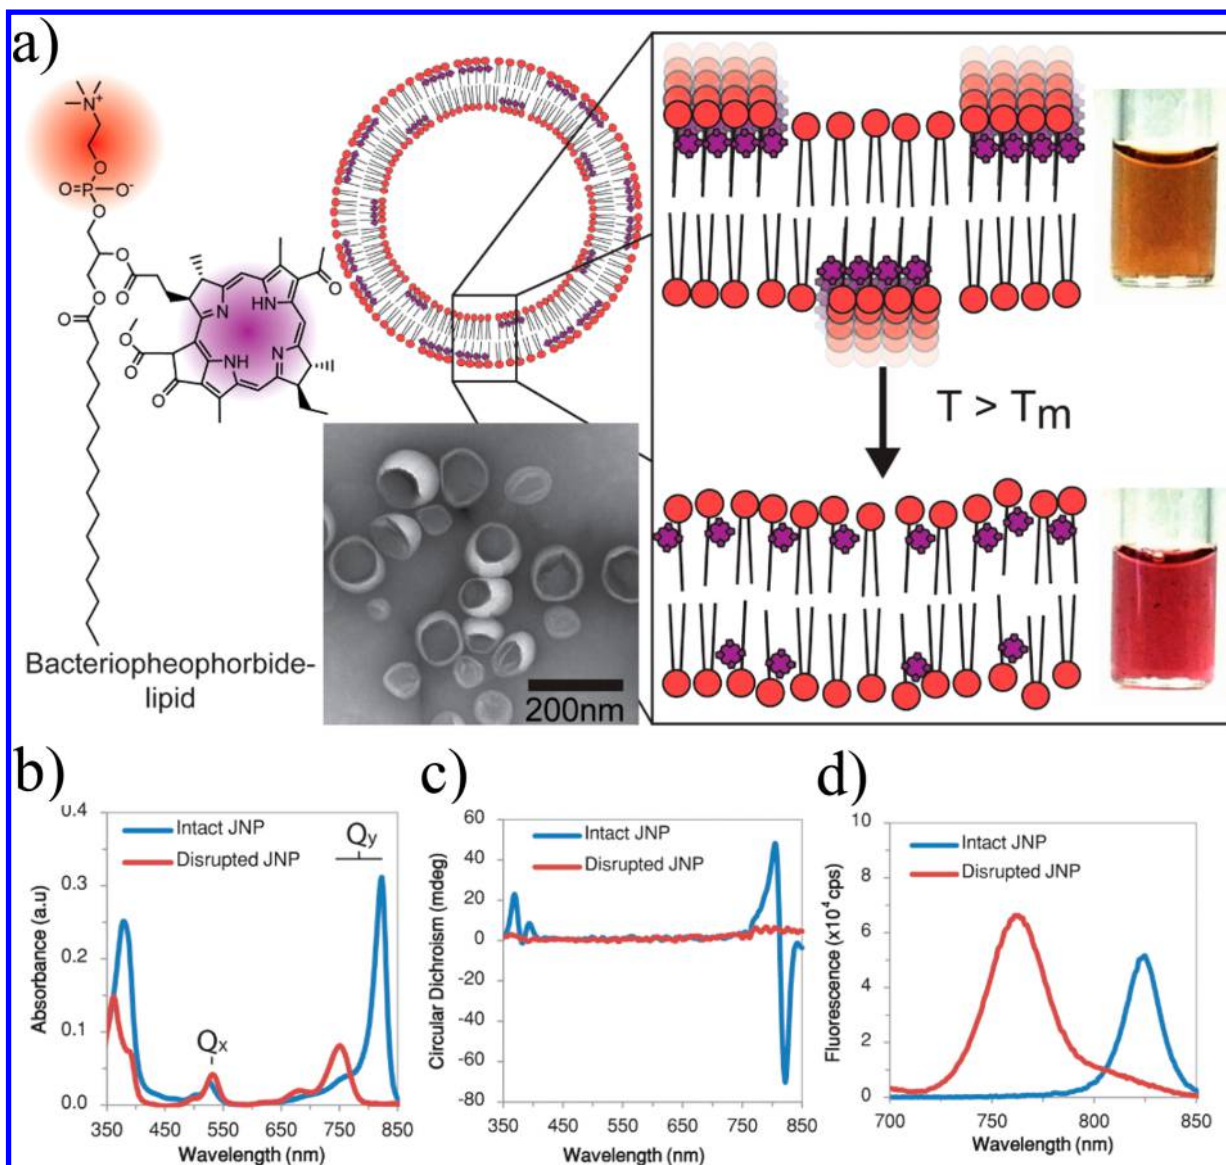 a)
N+
O
O=P-O-
O
O
O
O
O
O
HN
N
O
O
NH
N
O
Bacteriopheophorbide-
lipid
200nm
T > Tm
b)
c)
d)
0.4
0.3
0.2
0.1
0.0
Absorbance (a.u)
Intact JNP
Disrupted JNP
Qy
Qx
350
450
550
650
750
850
Wavelength (nm)
60
40
20
0
-20
-40
-60
-80
Circular Dichroism (mdeg)
Intact JNP
Disrupted JNP
350
450
550
650
750
850
Wavelength (nm)
10
8
6
4
2
0
Fluorescence (x10⁴ cps)
Intact JNP
Disrupted JNP
700
750
800
850
Wavelength (nm)